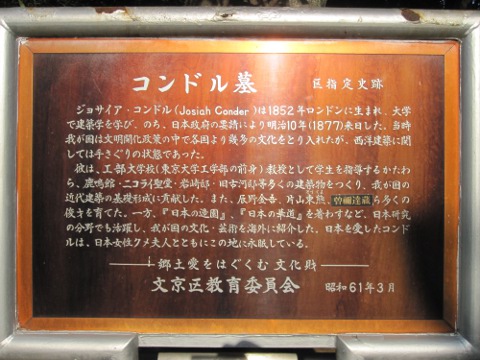 コンドル墓　区指定史跡
ジョサイア・コンドル(Josiah Conder)は1852年ロンドンに生まれ、大学
で建築学を学び、のち、日本政府の要請により明治10年(1877)来日した。当時
我が国は文明開化政策の中で各国より幾多の文化をとり入れたが、西洋建築に関
しては手さぐりの状態であった。
彼は、工部大学校(東京大学工学部の前身)教授として学生を指導するかたわ
ら、鹿鳴館・ニコライ聖堂・岩崎邸・旧古河邸等多くの建築物をつくり、我が国の
近代建築の基礎形成に貢献した。また、辰野金吾、片山東熊、曽禰達蔵ら多くの
俊才を育てた。一方、『日本の造園』、『日本の華道』を著わすなど、日本研究
の分野でも活躍し、我が国の文化・芸術を海外に紹介した。日本を愛したコンド
ルは、日本女性クメ夫人とともにこの地に永眠している。
郷土愛をはぐくむ文化財
文京区教育委員会　昭和61年3月